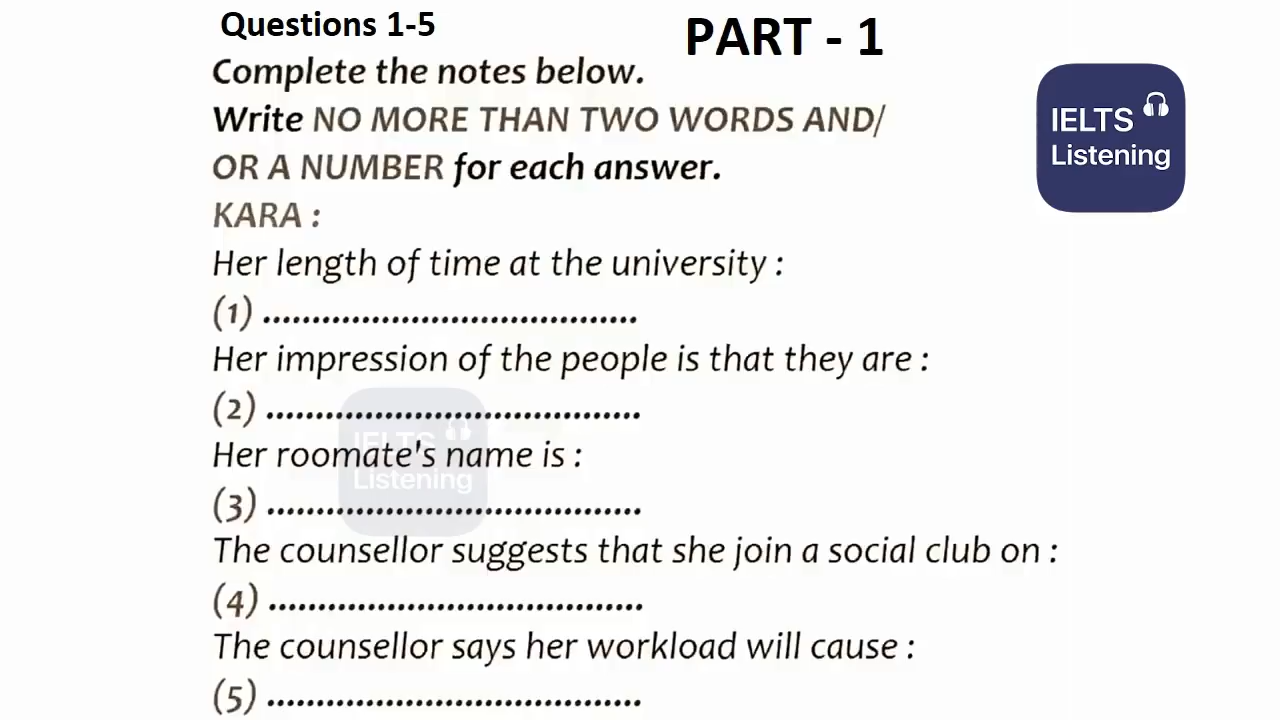 Questions 1-5
PART - 1
Complete the notes below.
Write NO MORE THAN TWO WORDS AND/
OR A NUMBER for each answer.
IELTS
Listening
KARA :
Her length of time at the university :
(1) ......................................
Her impression of the people is that they are :
(2) ......................................
Her roomate's name is :
IELTS
Listening
(3) ......................................
The counsellor suggests that she join a social club on :
(4) ......................................
The counsellor says her workload will cause :
(5) ......................................